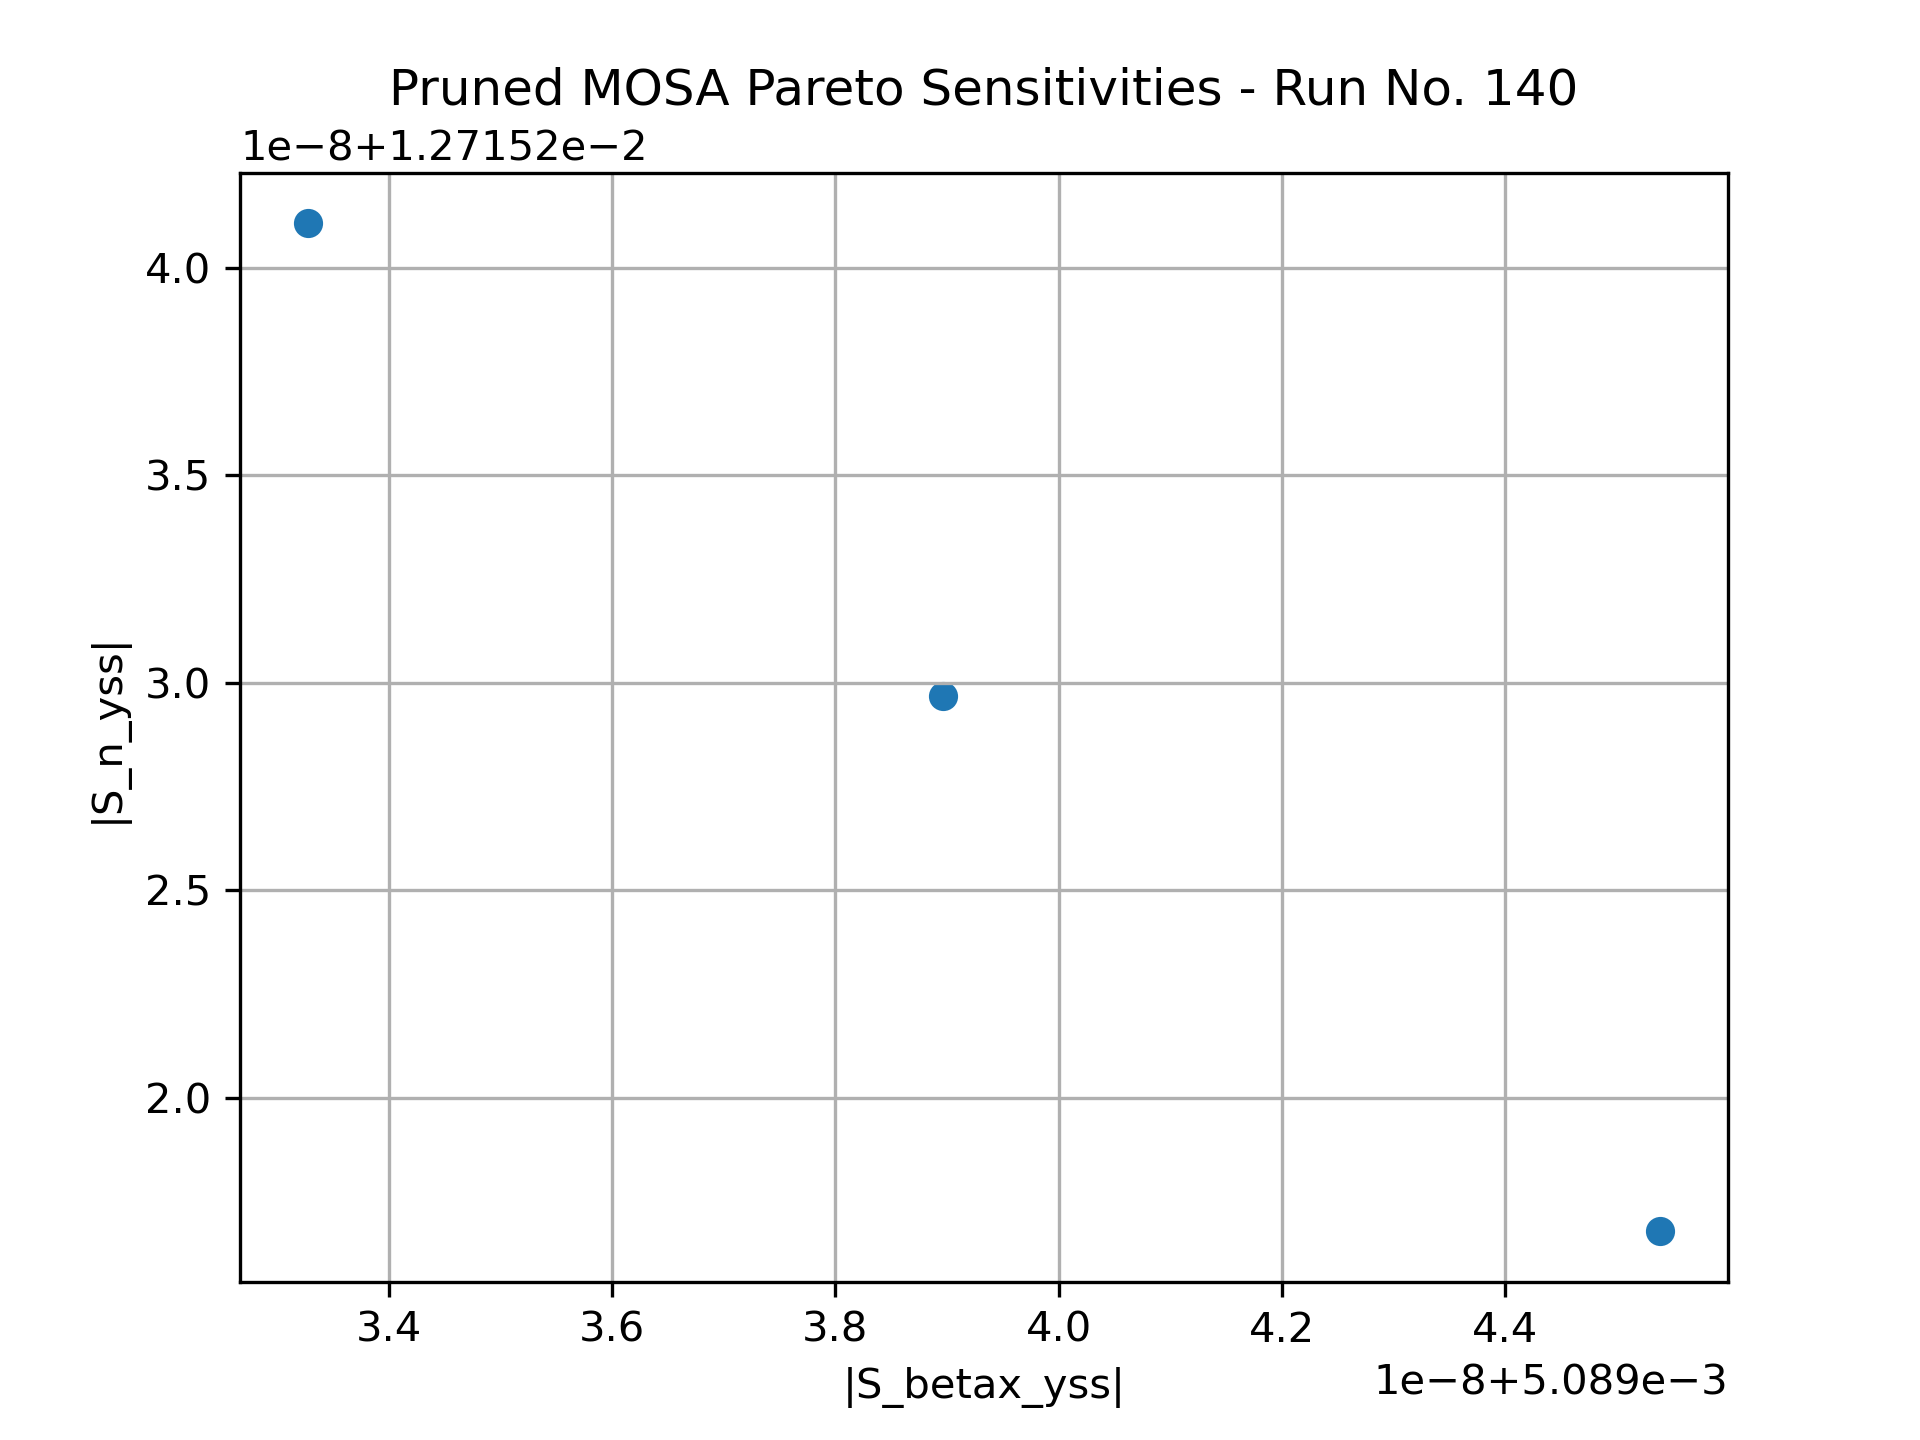 Pruned MOSA Pareto Sensitivities - Run No. 140
1e−8+1.27152e−2
4.0
3.5
3.0
2.5
2.0
|S_n_yss|
3.4 3.6 3.8 4.0 4.2 4.4
|S_betax_yss|
1e−8+5.089e−3